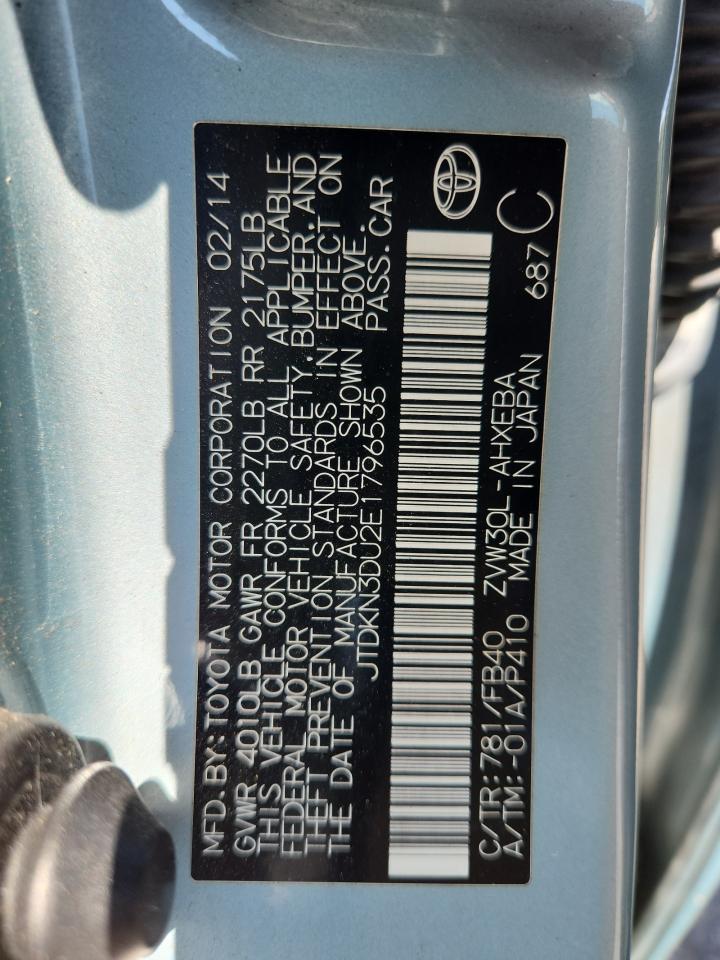 MFD.BY:TOYOTA MOTOR CORPORATION 02/14
GVWR 4010LB GAWR FR 2270LB RR 2175LB
THIS VEHICLE CONFORMS TO ALL APPLICABLE
FEDERAL MOTOR VEHICLE SAFETY,BUMPER,AND
THEFT PREVENTION STANDARDS IN EFFECT ON
THE DATE OF MANUFACTURE SHOWN ABOVE.
JTDKN3DU2E1796535 PASS.CAR
C/TR:781/FB40 ZVW30L-AHXEBA
A/TM:-01A/P410 MADE IN JAPAN 687 C